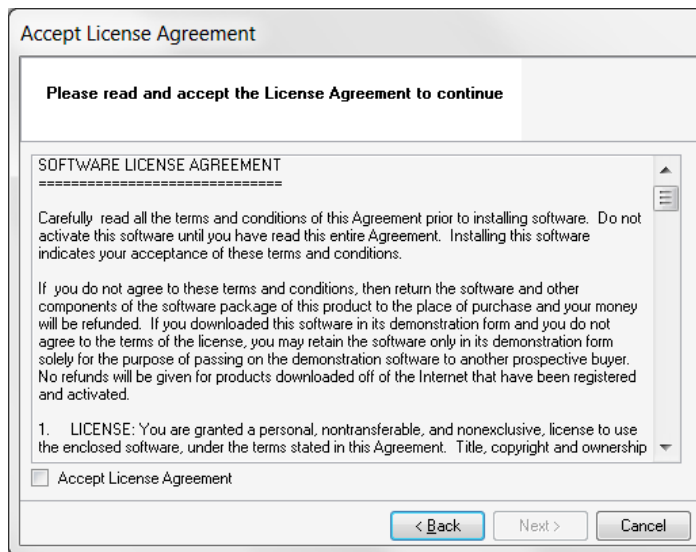 Accept License Agreement
Please read and accept the License Agreement to continue
SOFTWARE LICENSE AGREEMENT
==============================
Carefully  read all the terms and conditions of this Agreement prior to installing software.  Do not
activate this software until you have read this entire Agreement.  Installing this software
indicates your acceptance of these terms and conditions.
If  you do not agree to these terms and conditions, then return the software and other
components of the software package of this product to the place of purchase and your money
will be refunded.  If you downloaded this software in its demonstration form and you do not
agree to the terms of the license, you may retain the software only in its demonstration form
solely for the purpose of passing on the demonstration software to another prospective buyer.
No refunds will be given for products downloaded off of the Internet that have been registered
and activated.
1.    LICENSE: You are granted a personal, nontransferable, and nonexclusive, license to use
the enclosed software, under the terms stated in this Agreement.  Title, copyright and ownership
Accept License Agreement
< Back    Next >    Cancel